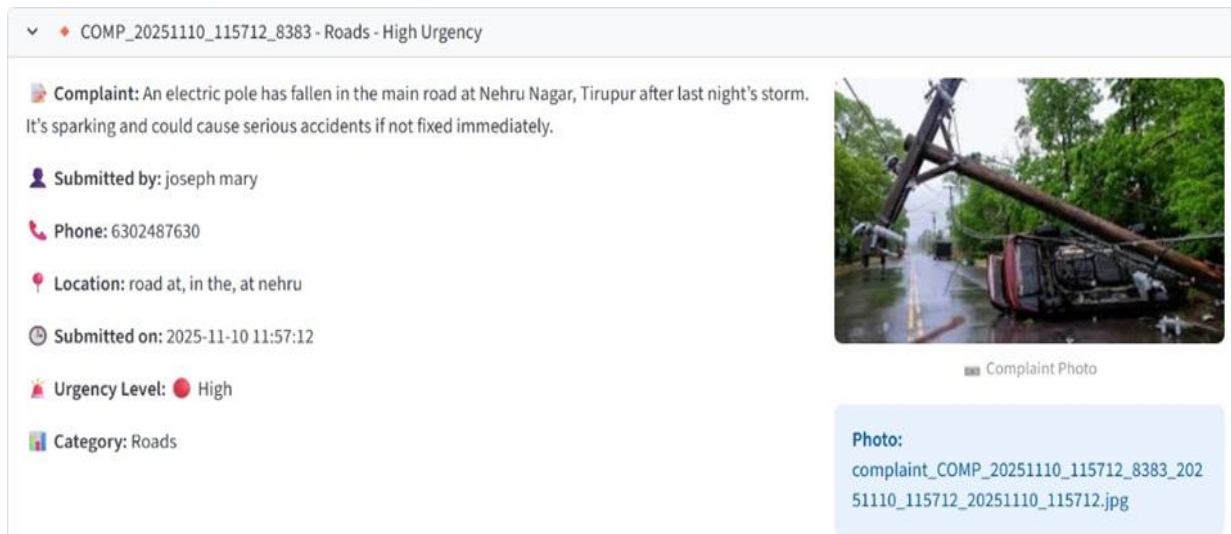 COMP_20251110_115712_8383 - Roads - High Urgency
Complaint: An electric pole has fallen in the main road at Nehru Nagar, Tirupur after last night's storm.
It's sparking and could cause serious accidents if not fixed immediately.
Submitted by: joseph mary
Phone: 6302487630
Location: road at, in the, at nehru
Submitted on: 2025-11-10 11:57:12
Urgency Level: High
Category: Roads
Complaint Photo
Photo:
complaint_COMP_20251110_115712_8383_202
51110_115712_20251110_115712.jpg